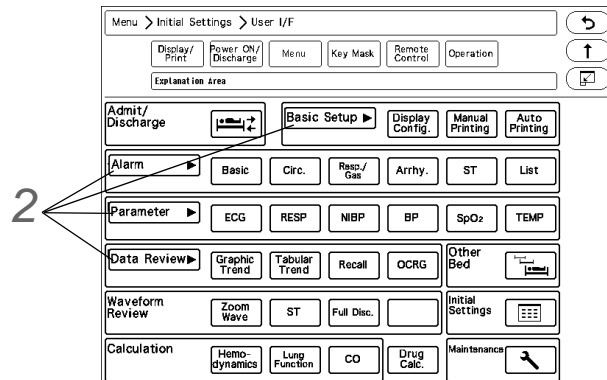 Menu > Initial Settings > User I/F
Display/ Print
Power ON/ Discharge
Menu
Key Mask
Remote Control
Operation
Explanation Area
Admit/ Discharge
Basic Setup ▶
Display Config.
Manual Printing
Auto Printing
Alarm ▶
Basic
Circ.
Resp./ Gas
Arrhy.
ST
List
2
Parameter ▶
ECG
RESP
NIBP
BP
SpO₂
TEMP
Data Review▶
Graphic Trend
Tabular Trend
Recall
OCRG
Other Bed
Waveform Review
Zoom Wave
ST
Full Disc.
Initial Settings
Calculation
Hemo- dynamics
Lung Function
CO
Drug Calc.
Maintenance